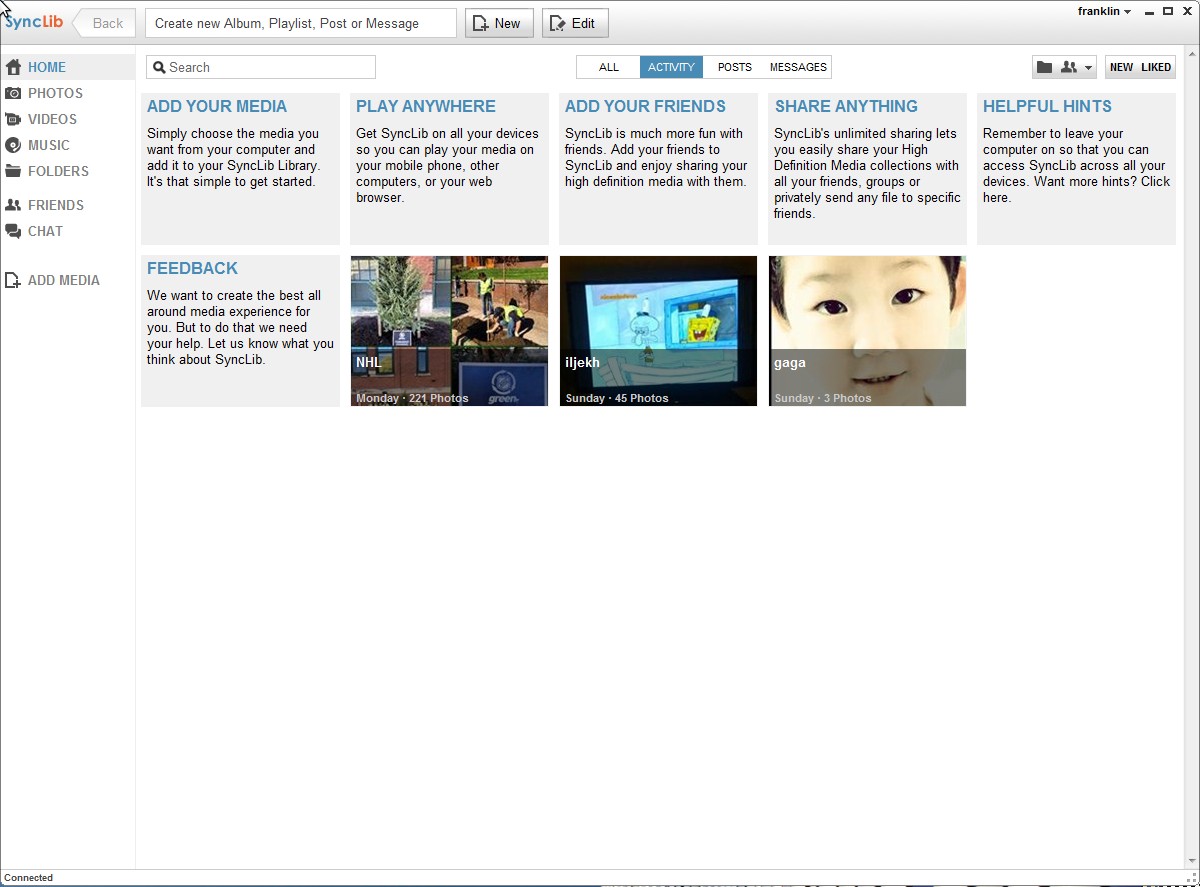 SyncLib
Back
Create new Album, Playlist, Post or Message
New
Edit
franklin
HOME
PHOTOS
VIDEOS
MUSIC
FOLDERS
FRIENDS
CHAT
ADD MEDIA
Search
ALL
ACTIVITY
POSTS
MESSAGES
NEW
LIKED
ADD YOUR MEDIA
Simply choose the media you
want from your computer and
add it to your SyncLib Library.
It's that simple to get started.
PLAY ANYWHERE
Get SyncLib on all your devices
so you can play your media on
your mobile phone, other
computers, or your web
browser.
ADD YOUR FRIENDS
SyncLib is much more fun with
friends. Add your friends to
SyncLib and enjoy sharing your
high definition media with them.
SHARE ANYTHING
SyncLib's unlimited sharing lets
you easily share your High
Definition Media collections with
all your friends, groups or
privately send any file to specific
friends.
HELPFUL HINTS
Remember to leave your
computer on so that you can
access SyncLib across all your
devices. Want more hints? Click
here.
FEEDBACK
We want to create the best all
around media experience for
you. But to do that we need
your help. Let us know what you
think about SyncLib.
NHL
green
Monday · 221 Photos
iljekh
Sunday · 45 Photos
gaga
Sunday · 3 Photos
Connected